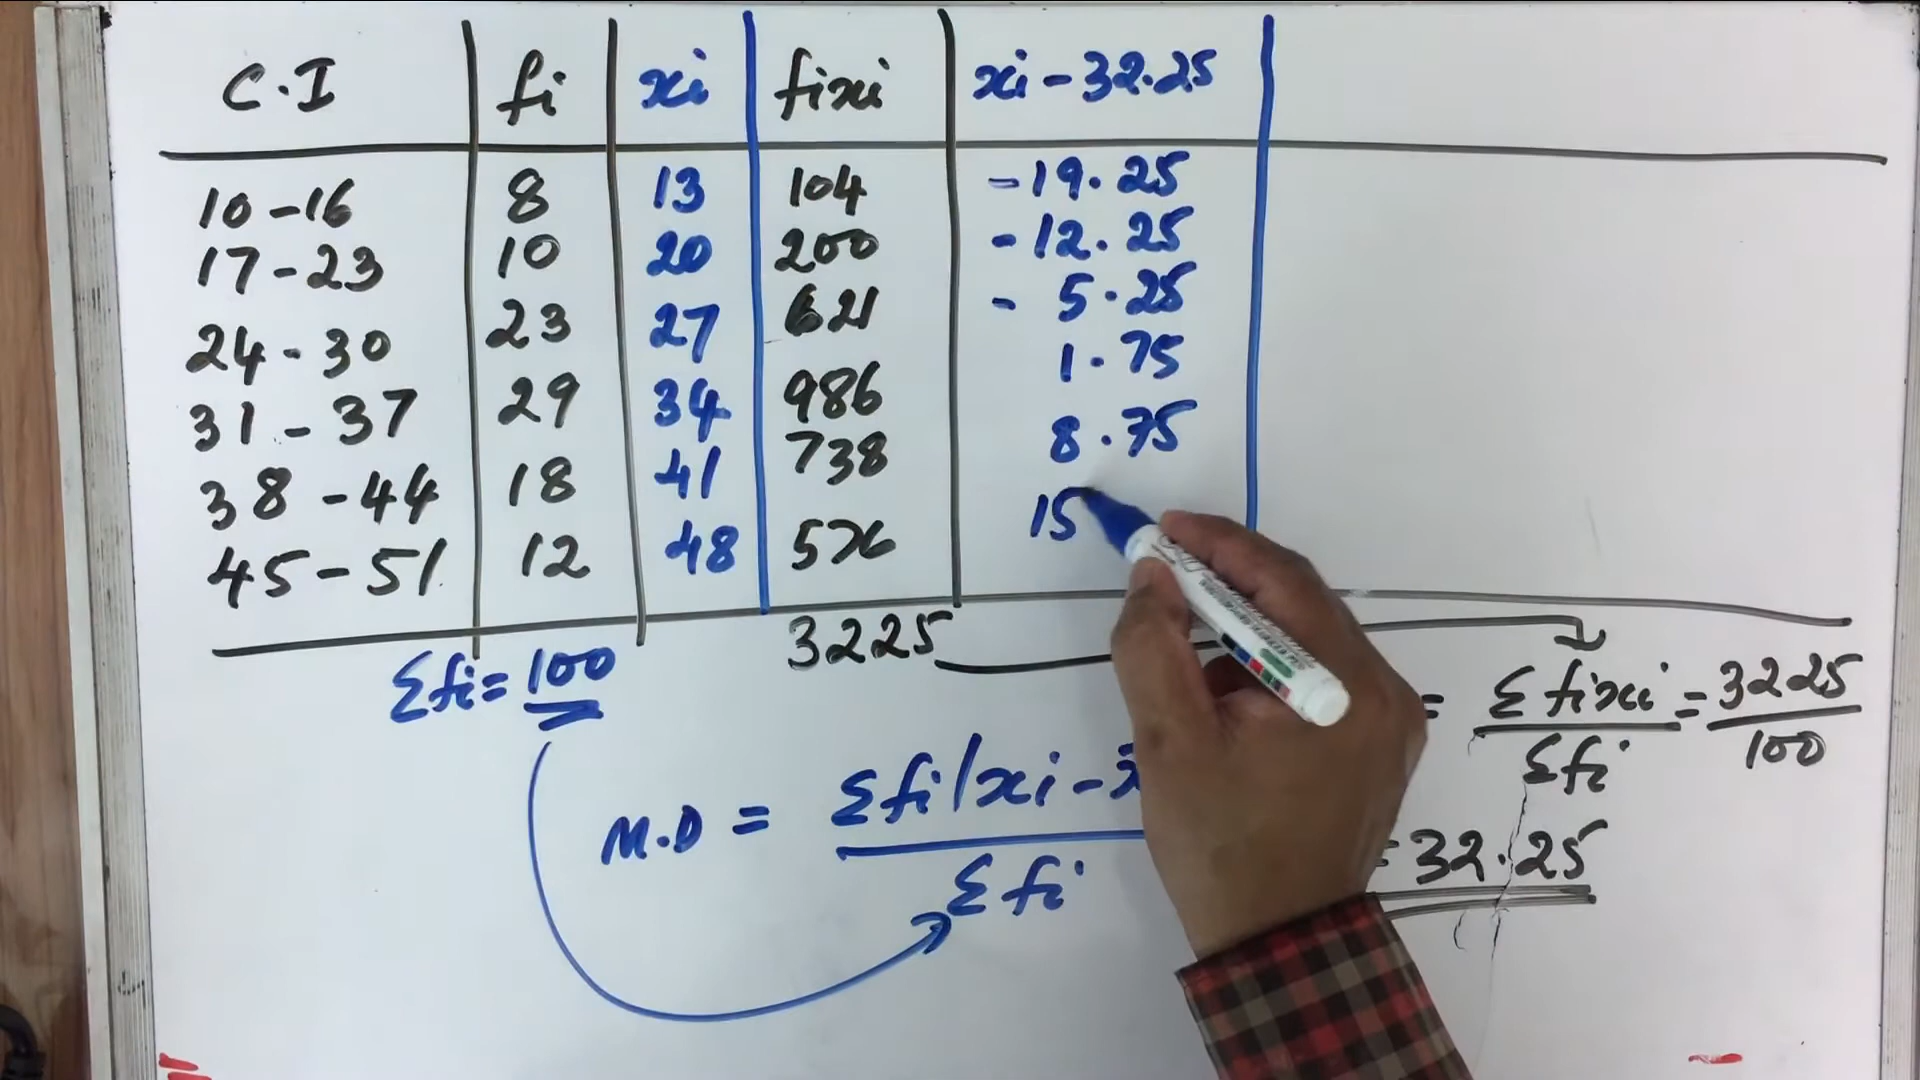 C.I fi xi fixi xi - 32.25
10 - 16 8 13 104 - 19.25
17 - 23 10 20 200 - 12.25
24 - 30 23 27 621 - 5.25
31 - 37 29 34 986 1.75
38 - 44 18 41 738 8.75
45 - 51 12 48 576 15
3225
Σfi = 100
= Σfixi / Σfi = 3225 / 100
M.D = Σfi|xi - x̄ / Σfi
= 32.25